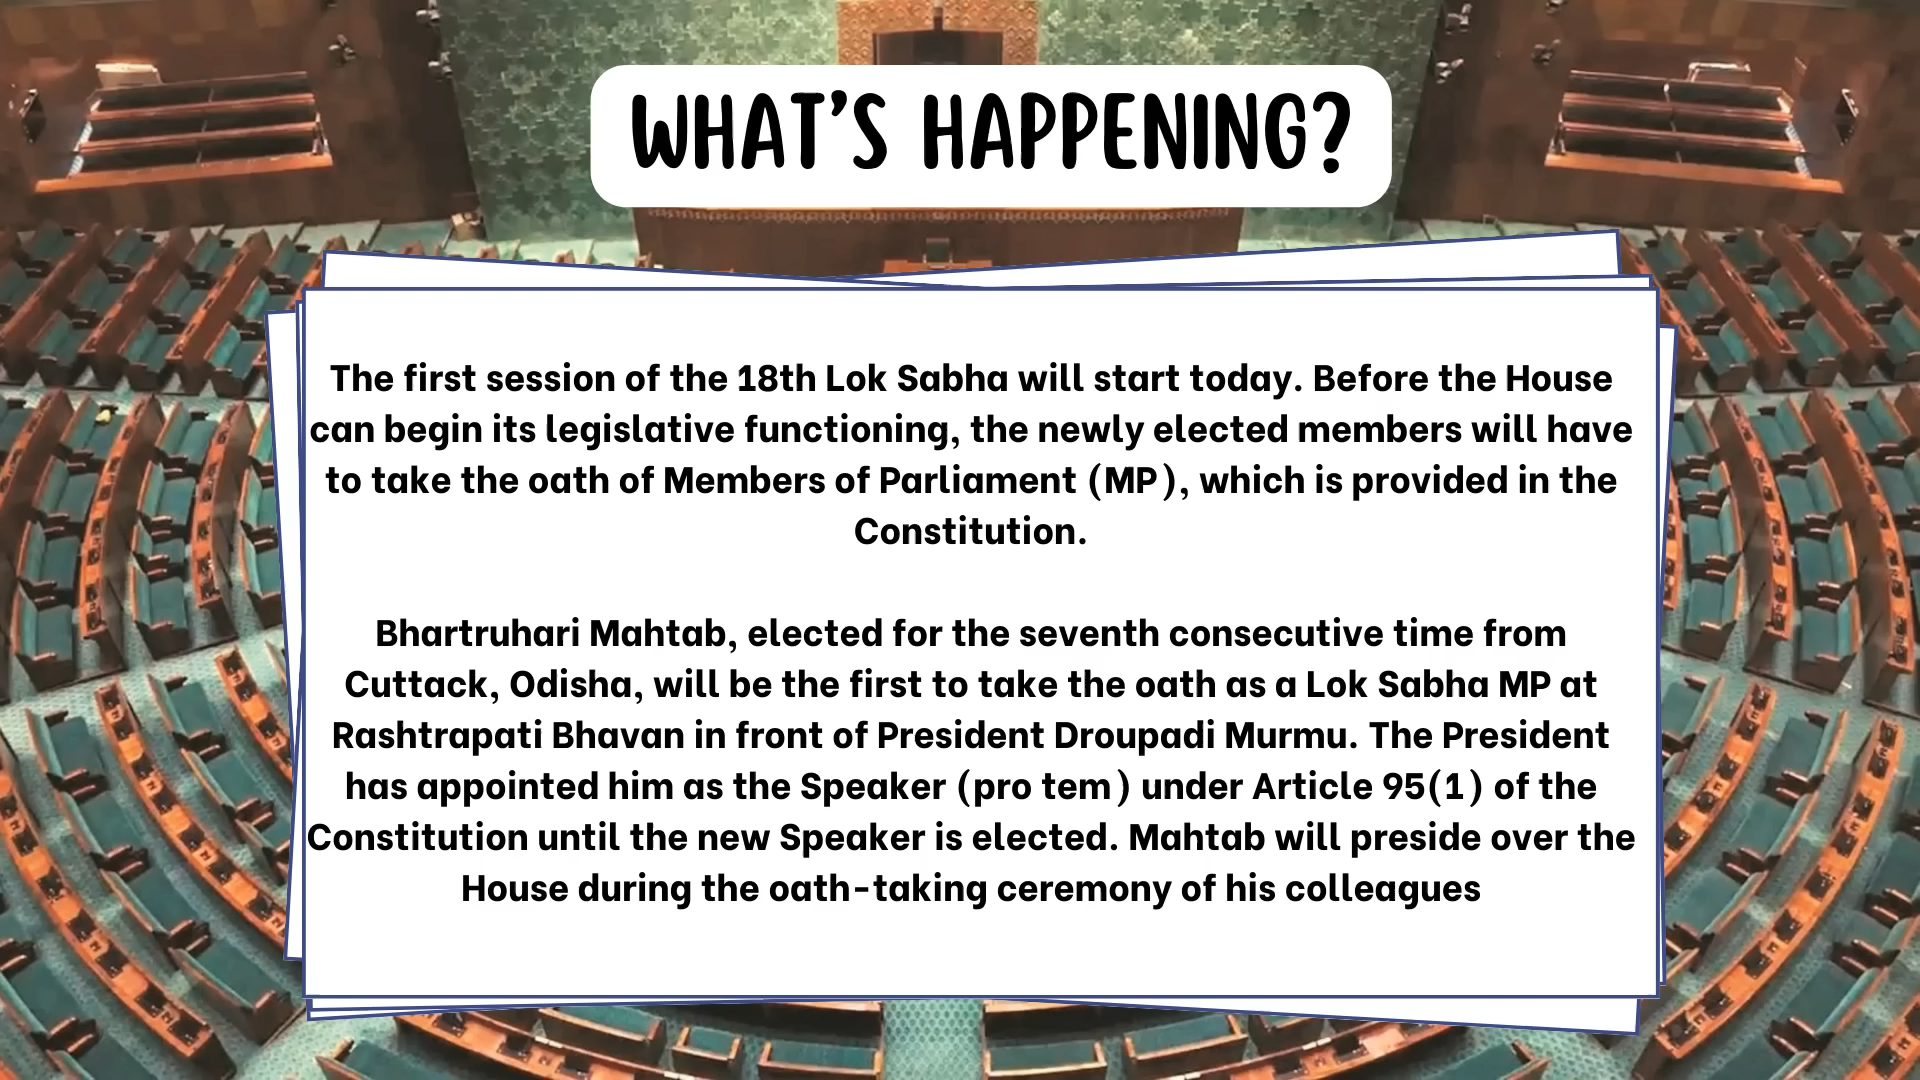 WHAT'S HAPPENING?
The first session of the 18th Lok Sabha will start today. Before the House
can begin its legislative functioning, the newly elected members will have
to take the oath of Members of Parliament (MP), which is provided in the
Constitution.
Bhartruhari Mahtab, elected for the seventh consecutive time from
Cuttack, Odisha, will be the first to take the oath as a Lok Sabha MP at
Rashtrapati Bhavan in front of President Droupadi Murmu. The President
has appointed him as the Speaker (pro tem) under Article 95(1) of the
Constitution until the new Speaker is elected. Mahtab will preside over the
House during the oath-taking ceremony of his colleagues